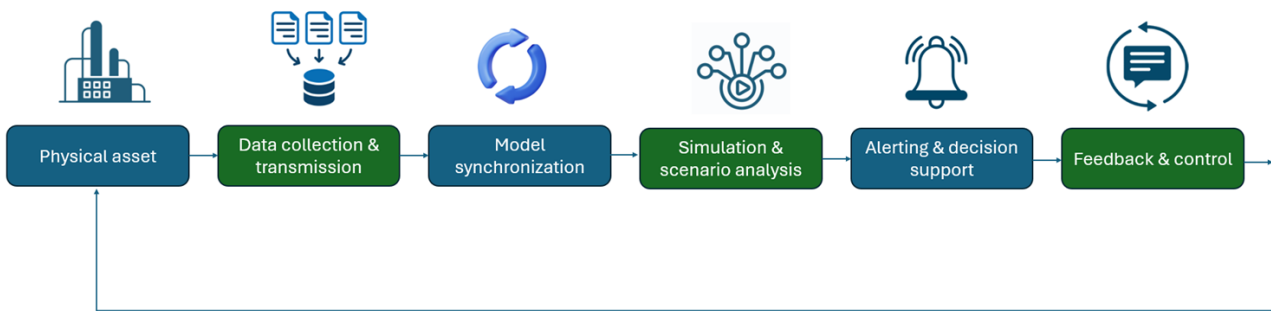 Physical asset
Data collection &
transmission
Model
synchronization
Simulation &
scenario analysis
Alerting & decision
support
Feedback & control